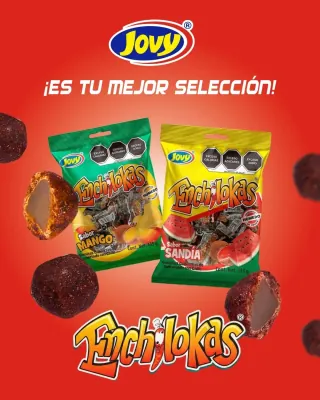 Jovy®
¡ES TU MEJOR SELECCIÓN!
Jovy
Enchilokas
Sabor
MANGO
Jovy
Enchilokas
Sabor
SANDÍA
Enchilokas®